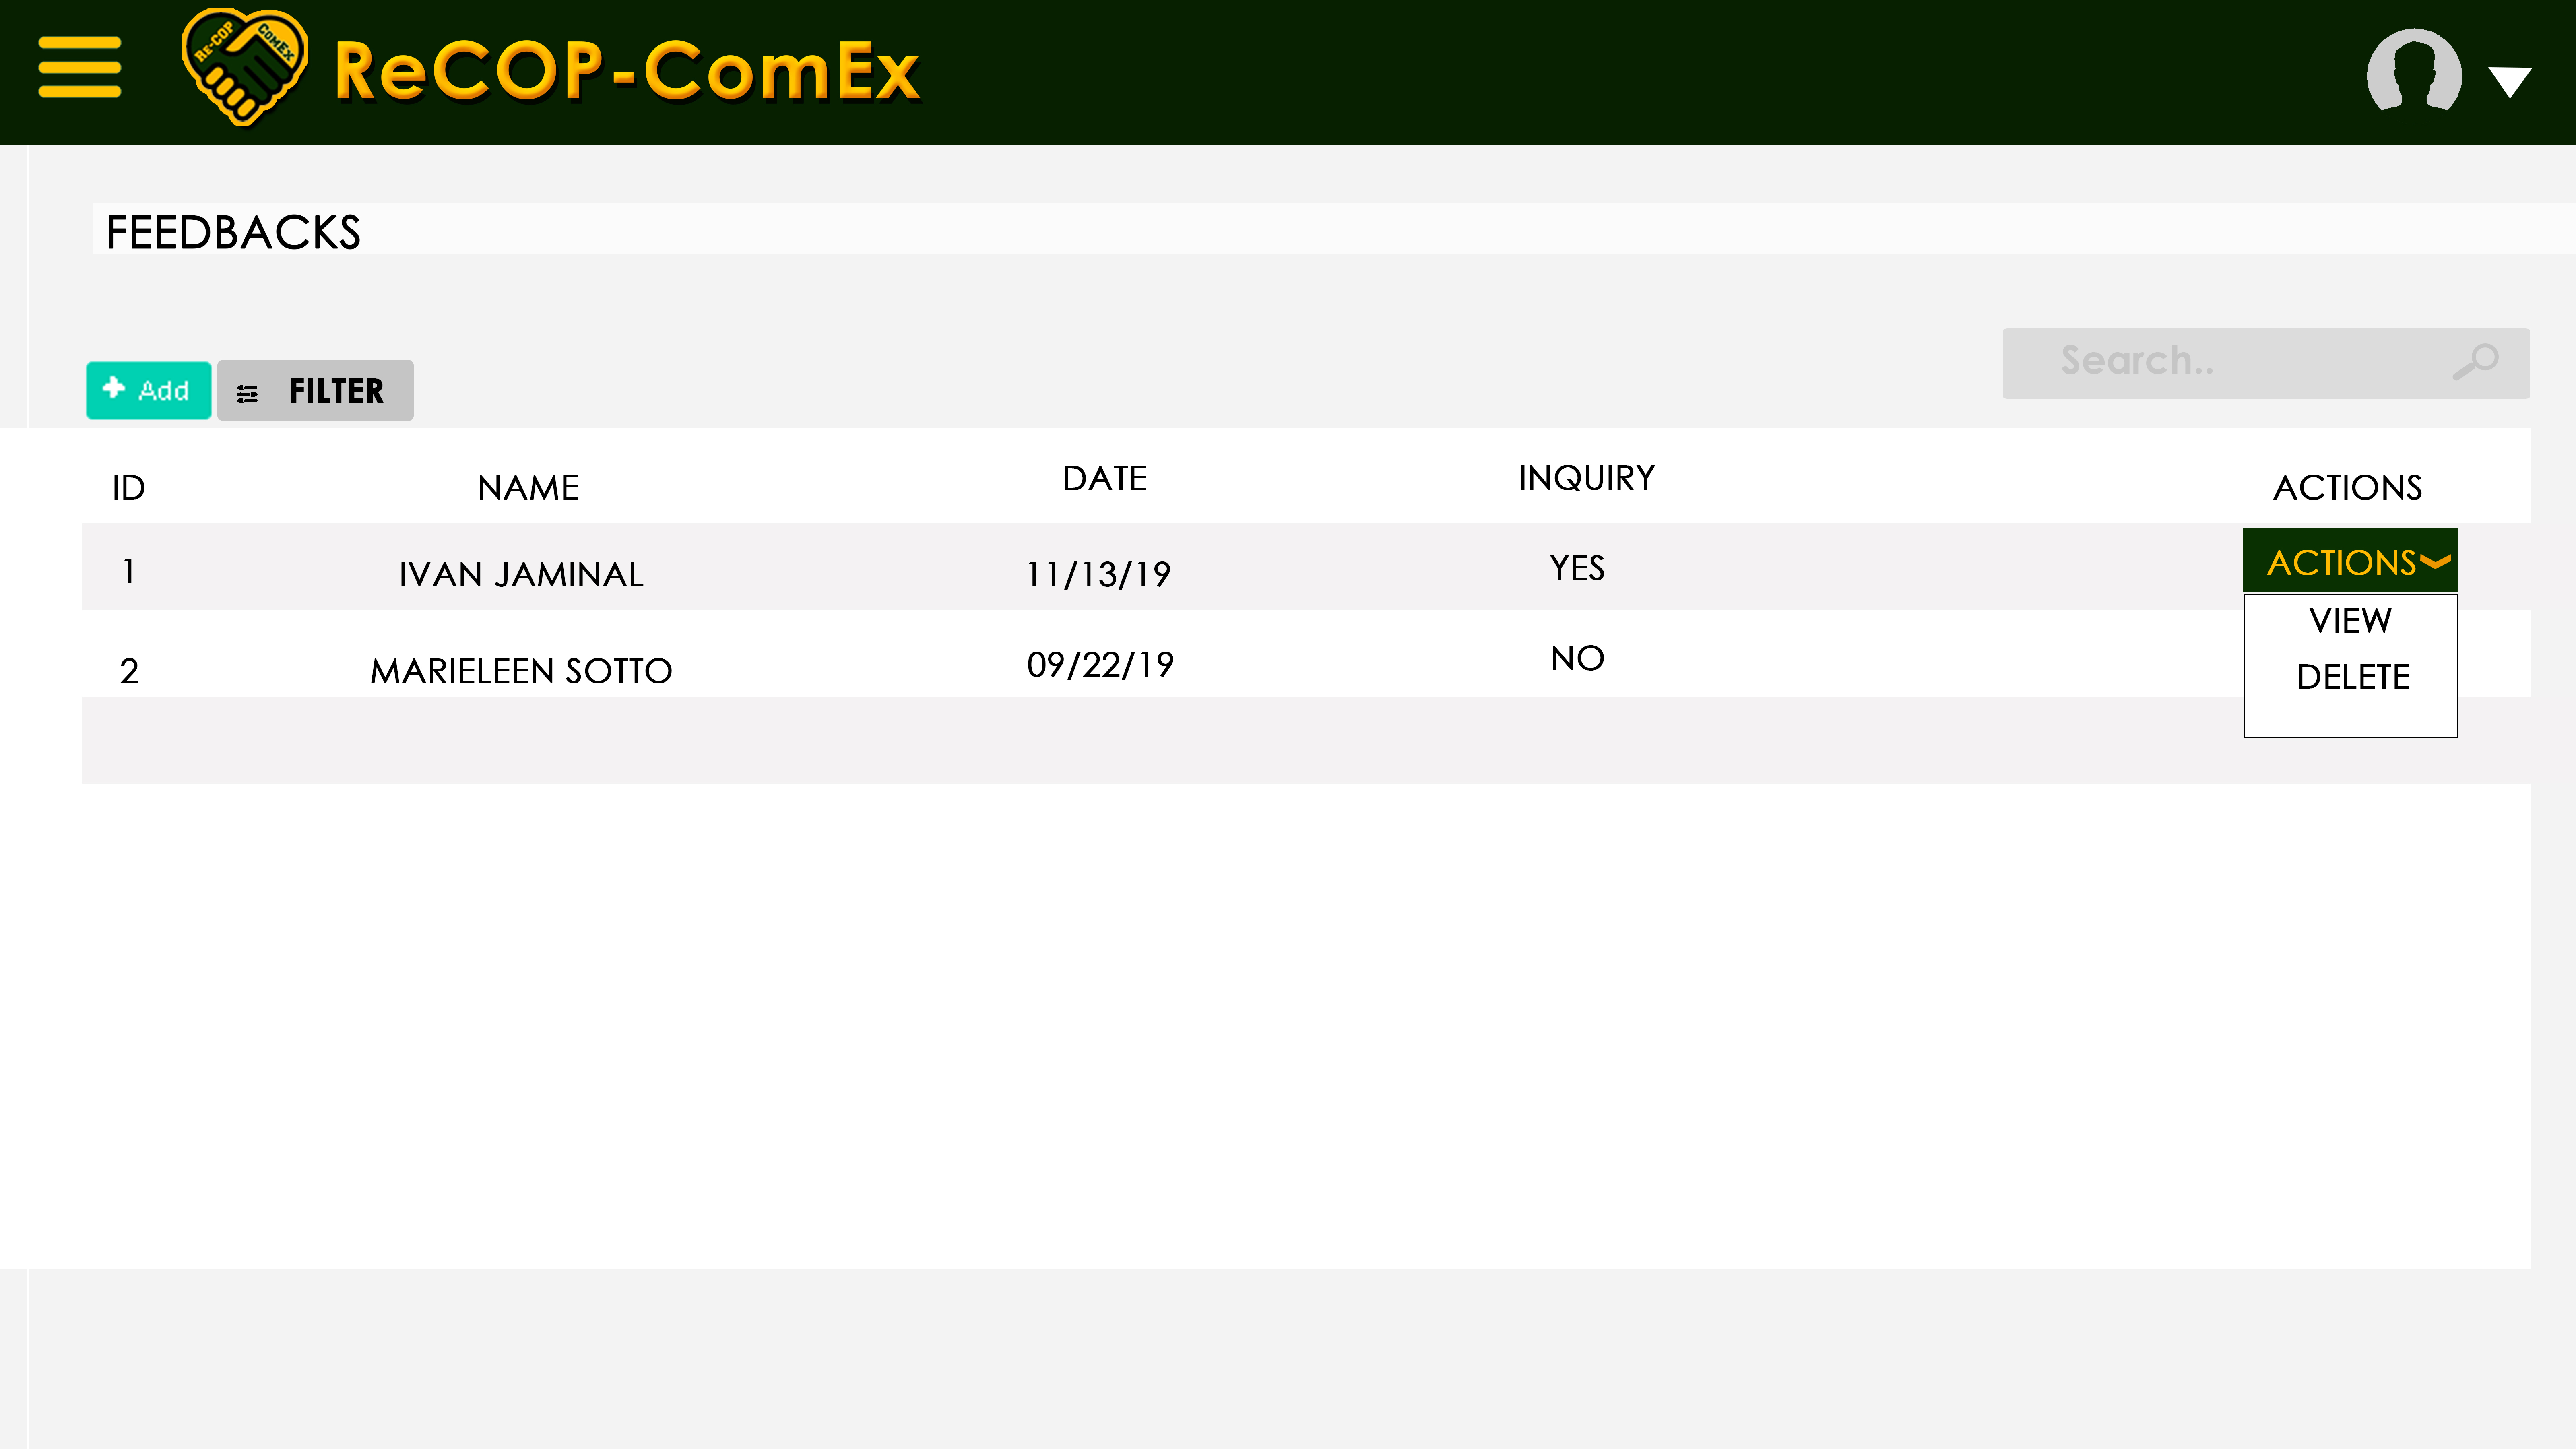 RE-COP COMEX
ReCOP-ComEx
FEEDBACKS
Search..
Add FILTER
ID NAME DATE INQUIRY ACTIONS
1 IVAN JAMINAL 11/13/19 YES ACTIONS
VIEW
2 MARIELEEN SOTTO 09/22/19 NO
DELETE